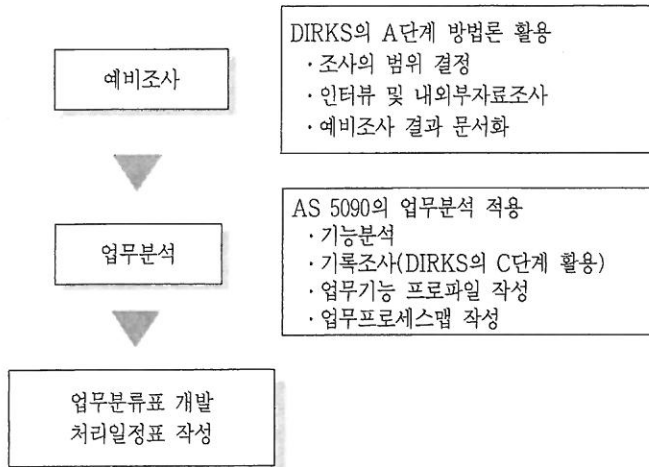 예비조사
DIRKS의 A단계 방법론 활용
· 조사의 범위 결정
· 인터뷰 및 내외부자료조사
· 예비조사 결과 문서화
업무분석
AS 5090의 업무분석 적용
· 기능분석
· 기록조사(DIRKS의 C단계 활용)
· 업무기능 프로파일 작성
· 업무프로세스맵 작성
업무분류표 개발
처리일정표 작성